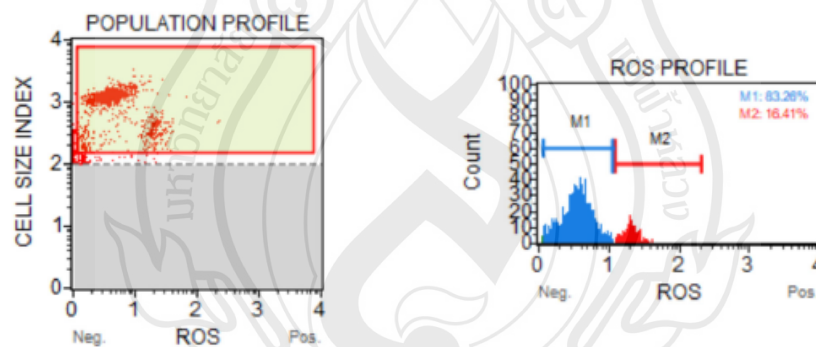 POPULATION PROFILE
CELL SIZE INDEX
4
3
2
1
0
0 1 2 3 4
Neg. ROS Pos.
ROS PROFILE
M1: 83.26%
M2: 16.41%
Count
100
90
80
70
60
50
40
30
20
10
0
M1
M2
0 1 2 3 4
Neg. ROS Pos